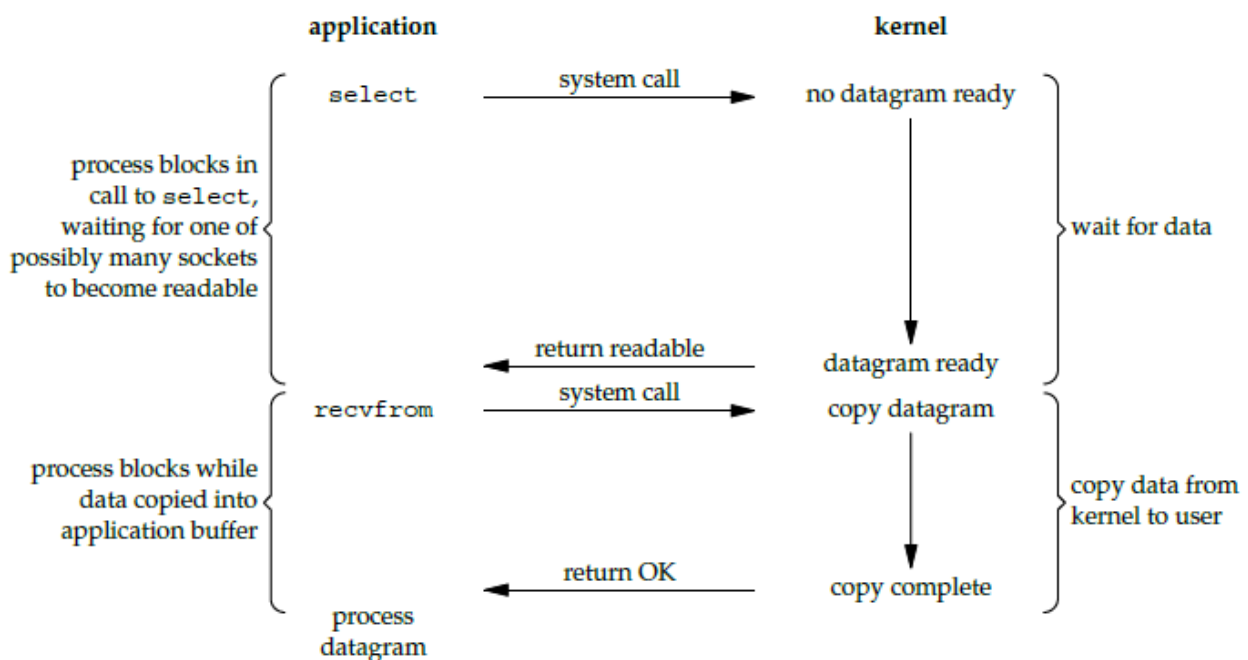 application
kernel
select
system call
no datagram ready
process blocks in
call to select,
waiting for one of
possibly many sockets
to become readable
wait for data
return readable
datagram ready
recvfrom
system call
copy datagram
process blocks while
data copied into
application buffer
copy data from
kernel to user
return OK
copy complete
process
datagram